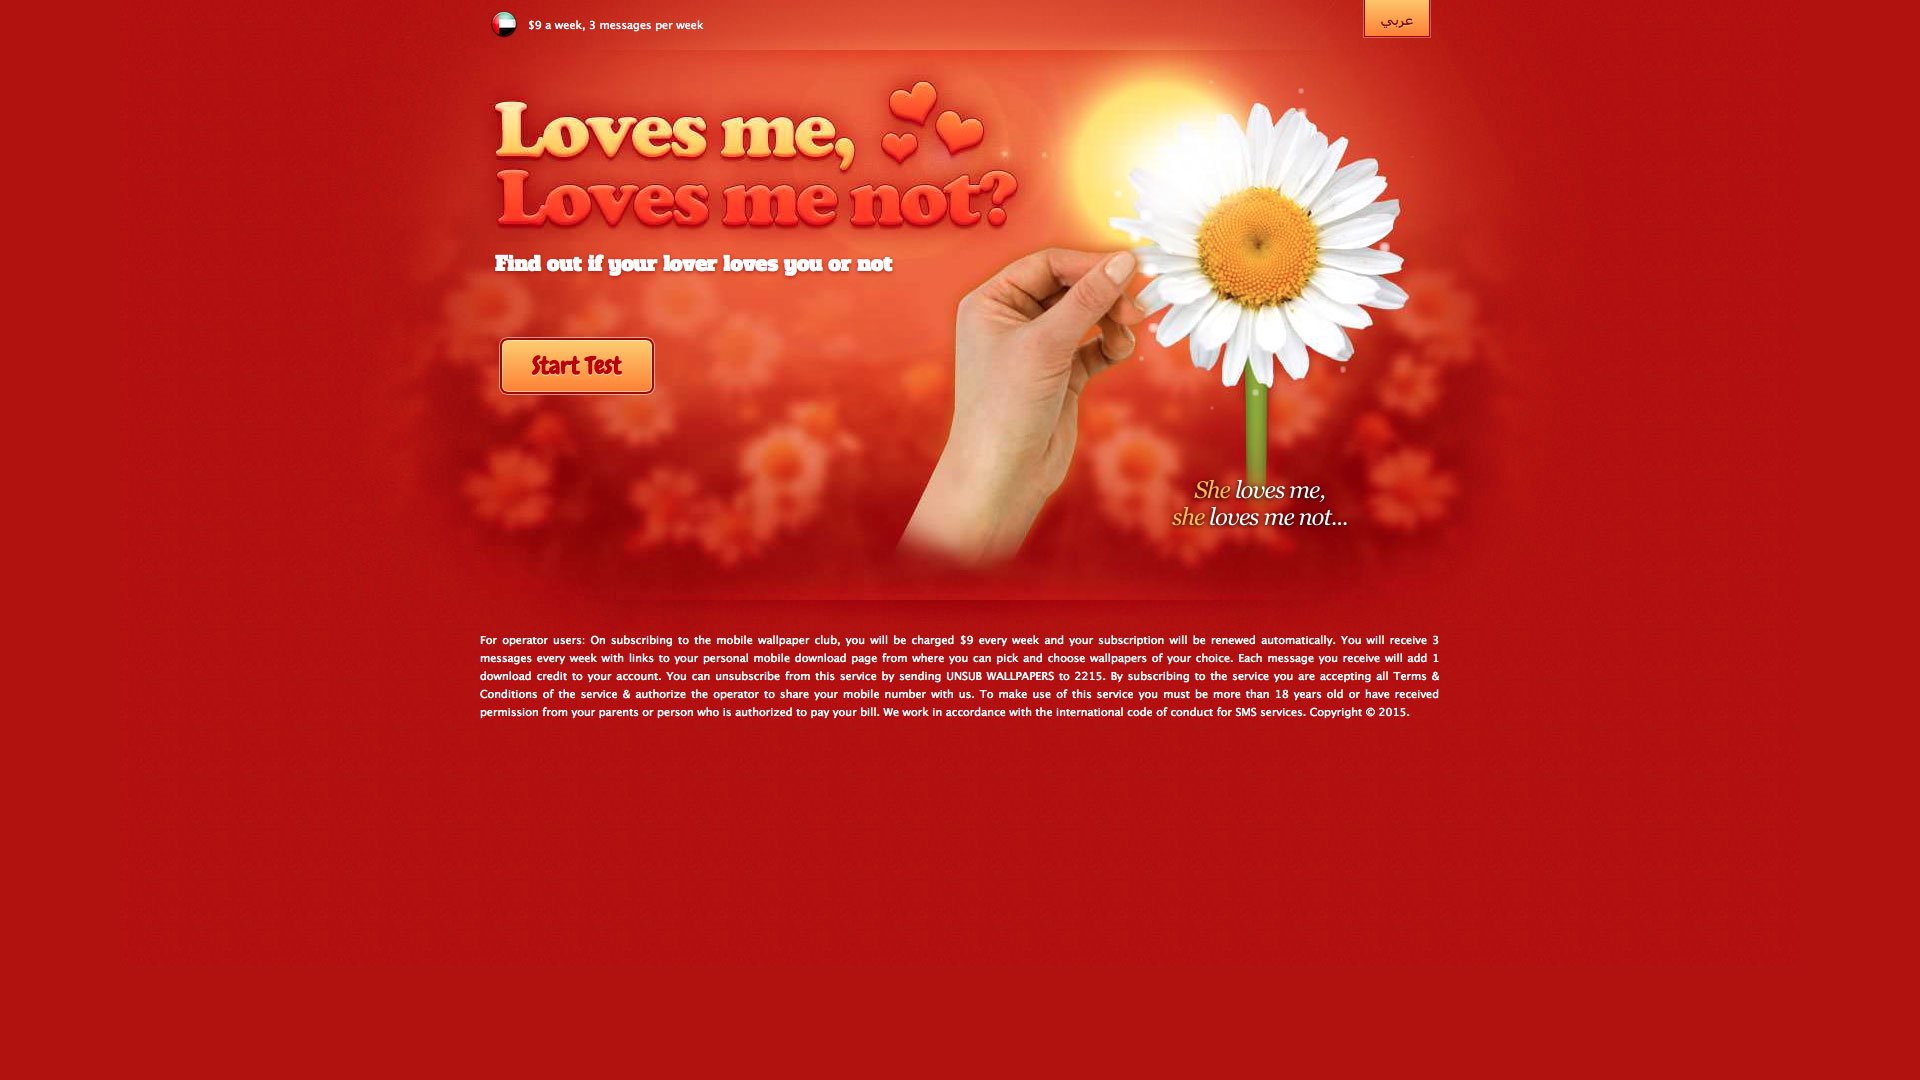 $9 a week, 3 messages per week
عربي
Loves me,
Loves me not?
Find out if your lover loves you or not
Start Test
She loves me,
she loves me not...
For operator users: On subscribing to the mobile wallpaper club, you will be charged $9 every week and your subscription will be renewed automatically. You will receive 3
messages every week with links to your personal mobile download page from where you can pick and choose wallpapers of your choice. Each message you receive will add 1
download credit to your account. You can unsubscribe from this service by sending UNSUB WALLPAPERS to 2215. By subscribing to the service you are accepting all Terms &
Conditions of the service & authorize the operator to share your mobile number with us. To make use of this service you must be more than 18 years old or have received
permission from your parents or person who is authorized to pay your bill. We work in accordance with the international code of conduct for SMS services. Copyright © 2015.